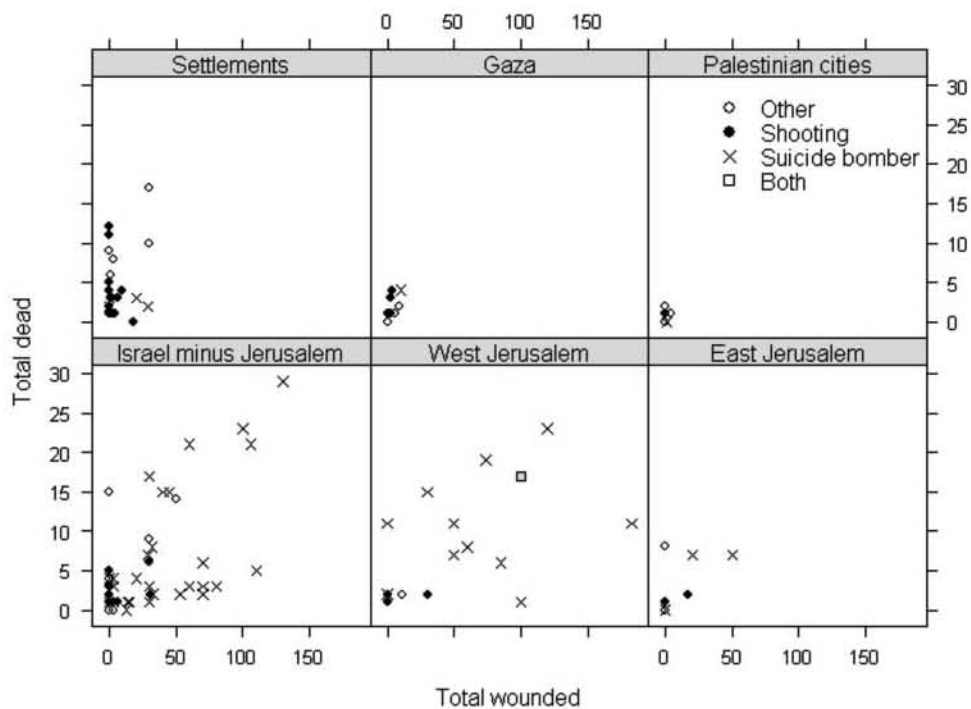 0 50 100 150
Settlements Gaza Palestinian cities
Other
Shooting
Suicide bomber
Both
30
25
20
15
10
5
0
Total dead
Israel minus Jerusalem West Jerusalem East Jerusalem
30
25
20
15
10
5
0
0 50 100 150 0 50 100 150
Total wounded